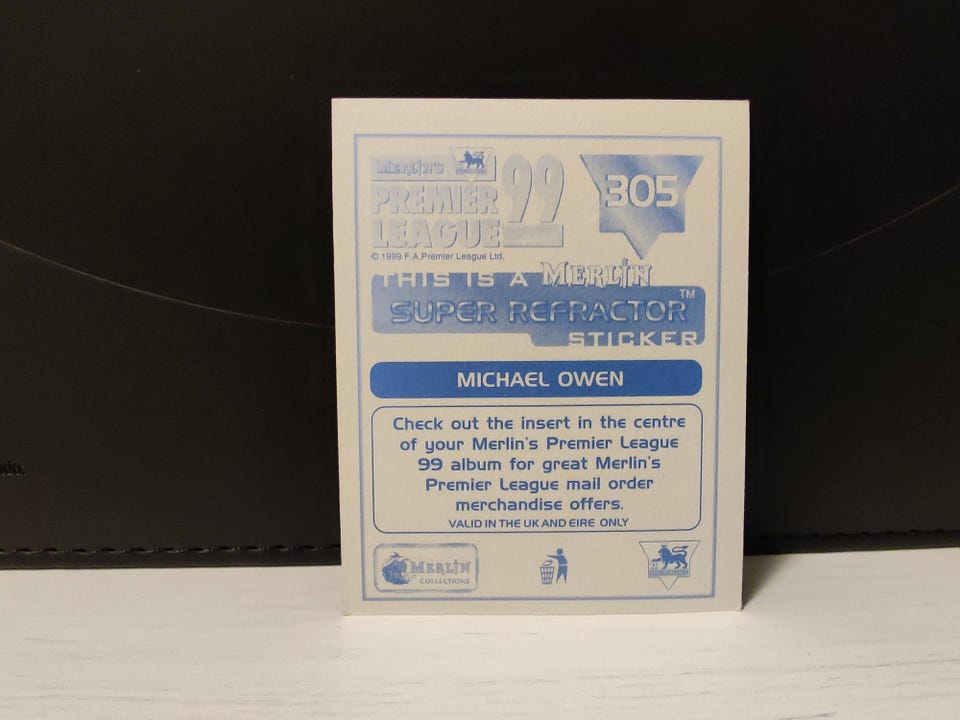 MERLIN'S
PREMIER
LEAGUE 99
305
© 1999 F.A. Premier League Ltd.
THIS IS A MERLIN
SUPER REFRACTOR™
STICKER
MICHAEL OWEN
Check out the insert in the centre
of your Merlin's Premier League
99 album for great Merlin's
Premier League mail order
merchandise offers.
VALID IN THE UK AND EIRE ONLY
MERLIN
COLLECTIONS